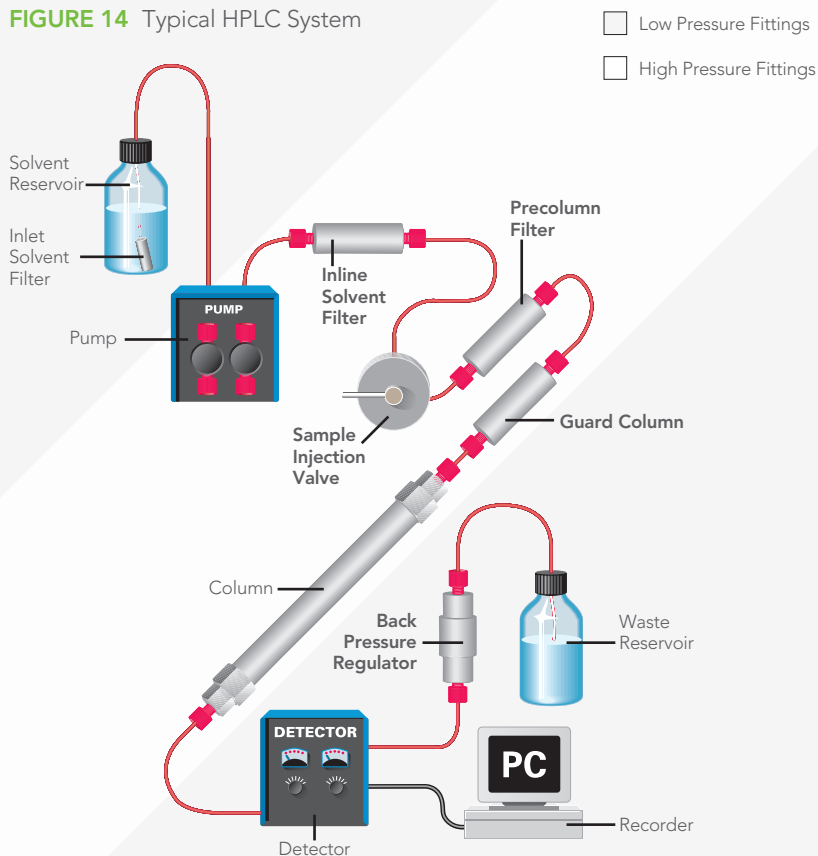 FIGURE 14 Typical HPLC System
Low Pressure Fittings
High Pressure Fittings
Solvent
Reservoir
Inlet
Solvent
Filter
Pump
PUMP
Inline
Solvent
Filter
Precolumn
Filter
Sample
Injection
Valve
Guard Column
Column
Back
Pressure
Regulator
Waste
Reservoir
DETECTOR
PC
Recorder
Detector